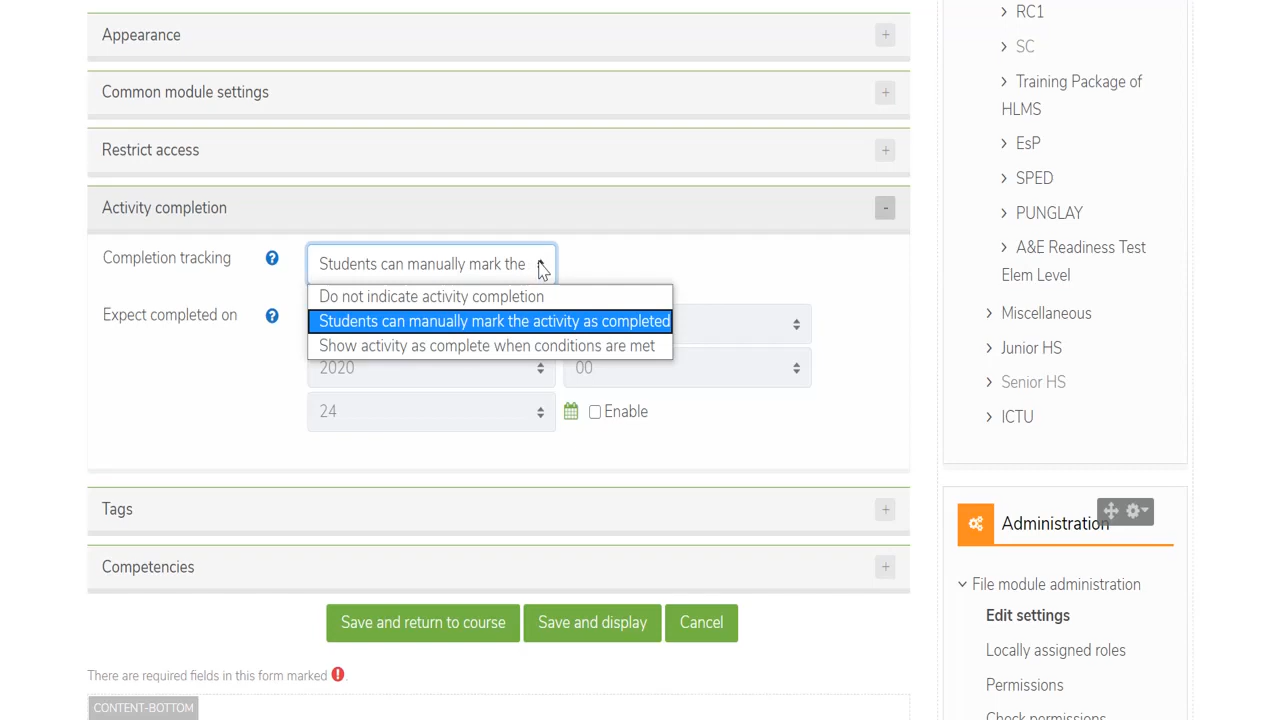 Appearance
+
Common module settings
+
Restrict access
+
Activity completion
-
Completion tracking
?
Students can manually mark the
Do not indicate activity completion
Students can manually mark the activity as completed
Show activity as complete when conditions are met
Expect completed on
?
2020
00
24
Enable
Tags
+
Competencies
+
Save and return to course
Save and display
Cancel
There are required fields in this form marked
CONTENT-BOTTOM
RC1
SC
Training Package of
HLMS
EsP
SPED
PUNGLAY
A&E Readiness Test
Elem Level
Miscellaneous
Junior HS
Senior HS
ICTU
Administration
File module administration
Edit settings
Locally assigned roles
Permissions
Check permissions